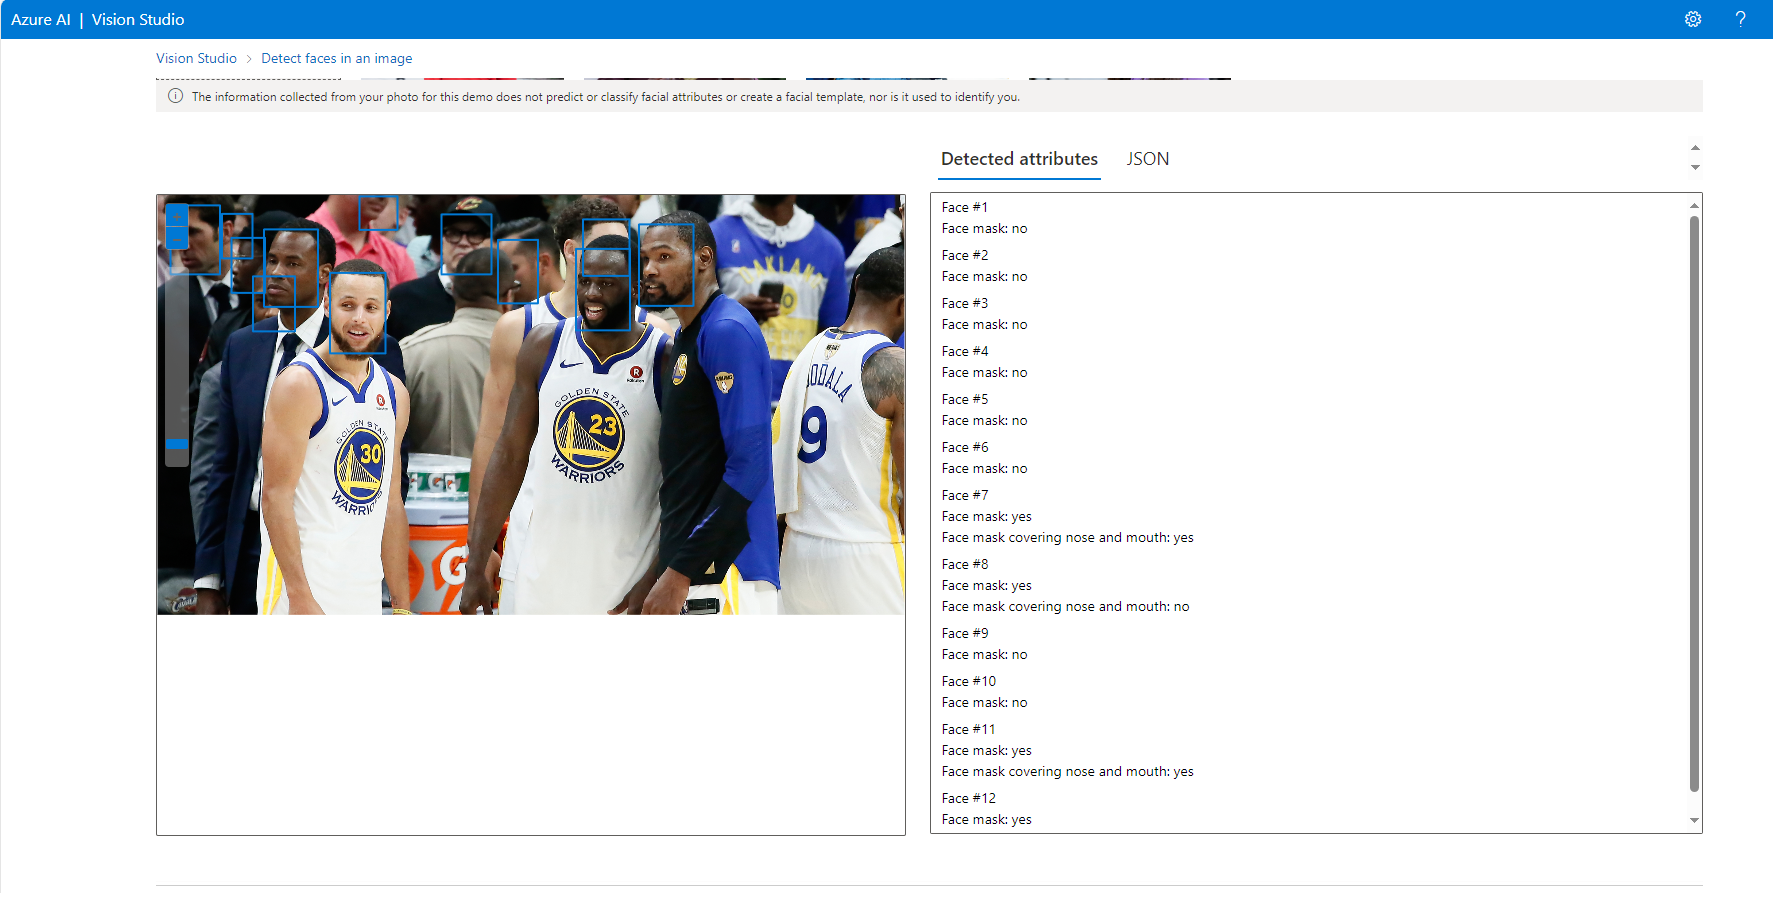 Azure AI | Vision Studio
?
Vision Studio > Detect faces in an image
The information collected from your photo for this demo does not predict or classify facial attributes or create a facial template, nor is it used to identify you.
Detected attributes JSON
Face #1
Face mask: no
Face #2
Face mask: no
Face #3
Face mask: no
Face #4
Face mask: no
Face #5
Face mask: no
Face #6
Face mask: no
Face #7
Face mask: yes
Face mask covering nose and mouth: yes
Face #8
Face mask: yes
Face mask covering nose and mouth: no
Face #9
Face mask: no
Face #10
Face mask: no
Face #11
Face mask: yes
Face mask covering nose and mouth: yes
Face #12
Face mask: yes
OAKLAND
R
Rakuten
GOLDEN STATE
23
WARRIORS
GOLDEN STATE
30
WARRIORS
R
9
G
G
G
Cavaliers